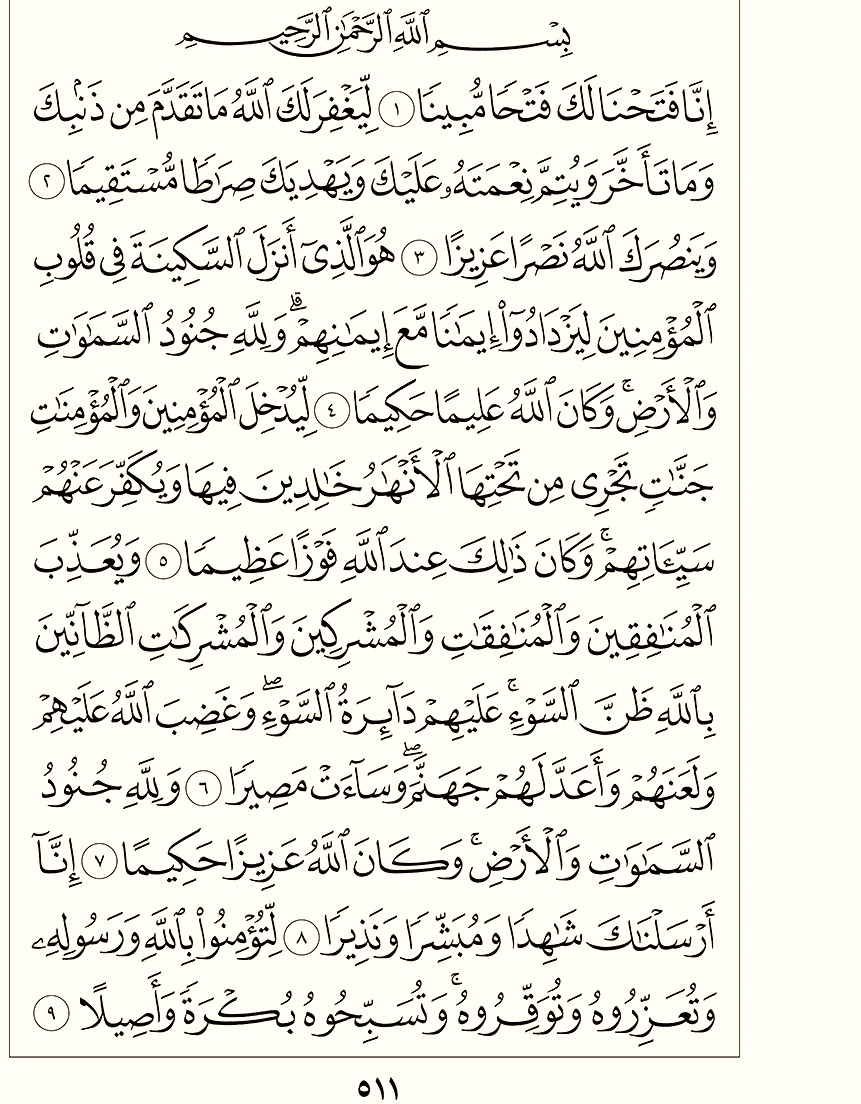 بِسْمِ ٱللَّهِ ٱلرَّحْمَٰنِ ٱلرَّحِيمِ
إِنَّا فَتَحْنَا لَكَ فَتْحًا مُّبِينًا ١ لِّيَغْفِرَ لَكَ ٱللَّهُ مَا تَقَدَّمَ مِن ذَنۢبِكَ
وَمَا تَأَخَّرَ وَيُتِمَّ نِعْمَتَهُۥ عَلَيْكَ وَيَهْدِيَكَ صِرَٰطًا مُّسْتَقِيمًا ٢
وَيَنصُرَكَ ٱللَّهُ نَصْرًا عَزِيزًا ٣ هُوَ ٱلَّذِىٓ أَنزَلَ ٱلسَّكِينَةَ فِى قُلُوبِ
ٱلْمُؤْمِنِينَ لِيَزْدَادُوٓا۟ إِيمَٰنًا مَّعَ إِيمَٰنِهِمْ ۗ وَلِلَّهِ جُنُودُ ٱلسَّمَٰوَٰتِ
وَٱلْأَرْضِ ۚ وَكَانَ ٱللَّهُ عَلِيمًا حَكِيمًا ٤ لِّيُدْخِلَ ٱلْمُؤْمِنِينَ وَٱلْمُؤْمِنَٰتِ
جَنَّٰتٍ تَجْرِى مِن تَحْتِهَا ٱلْأَنْهَٰرُ خَٰلِدِينَ فِيهَا وَيُكَفِّرَ عَنْهُمْ
سَيِّـَٔاتِهِمْ ۚ وَكَانَ ذَٰلِكَ عِندَ ٱللَّهِ فَوْزًا عَظِيمًا ٥ وَيُعَذِّبَ
ٱلْمُنَٰفِقِينَ وَٱلْمُنَٰفِقَٰتِ وَٱلْمُشْرِكِينَ وَٱلْمُشْرِكَٰتِ ٱلظَّآنِّينَ
بِٱللَّهِ ظَنَّ ٱلسَّوْءِ ۚ عَلَيْهِمْ دَآئِرَةُ ٱلسَّوْءِ ۖ وَغَضِبَ ٱللَّهُ عَلَيْهِمْ
وَلَعَنَهُمْ وَأَعَدَّ لَهُمْ جَهَنَّمَ ۖ وَسَآءَتْ مَصِيرًا ٦ وَلِلَّهِ جُنُودُ
ٱلسَّمَٰوَٰتِ وَٱلْأَرْضِ ۚ وَكَانَ ٱللَّهُ عَزِيزًا حَكِيمًا ٧ إِنَّآ
أَرْسَلْنَٰكَ شَٰهِدًا وَمُبَشِّرًا وَنَذِيرًا ٨ لِّتُؤْمِنُوا۟ بِٱللَّهِ وَرَسُولِهِۦ
وَتُعَزِّرُوهُ وَتُوَقِّرُوهُ ۚ وَتُسَبِّحُوهُ بُكْرَةً وَأَصِيلًا ٩
٥١١